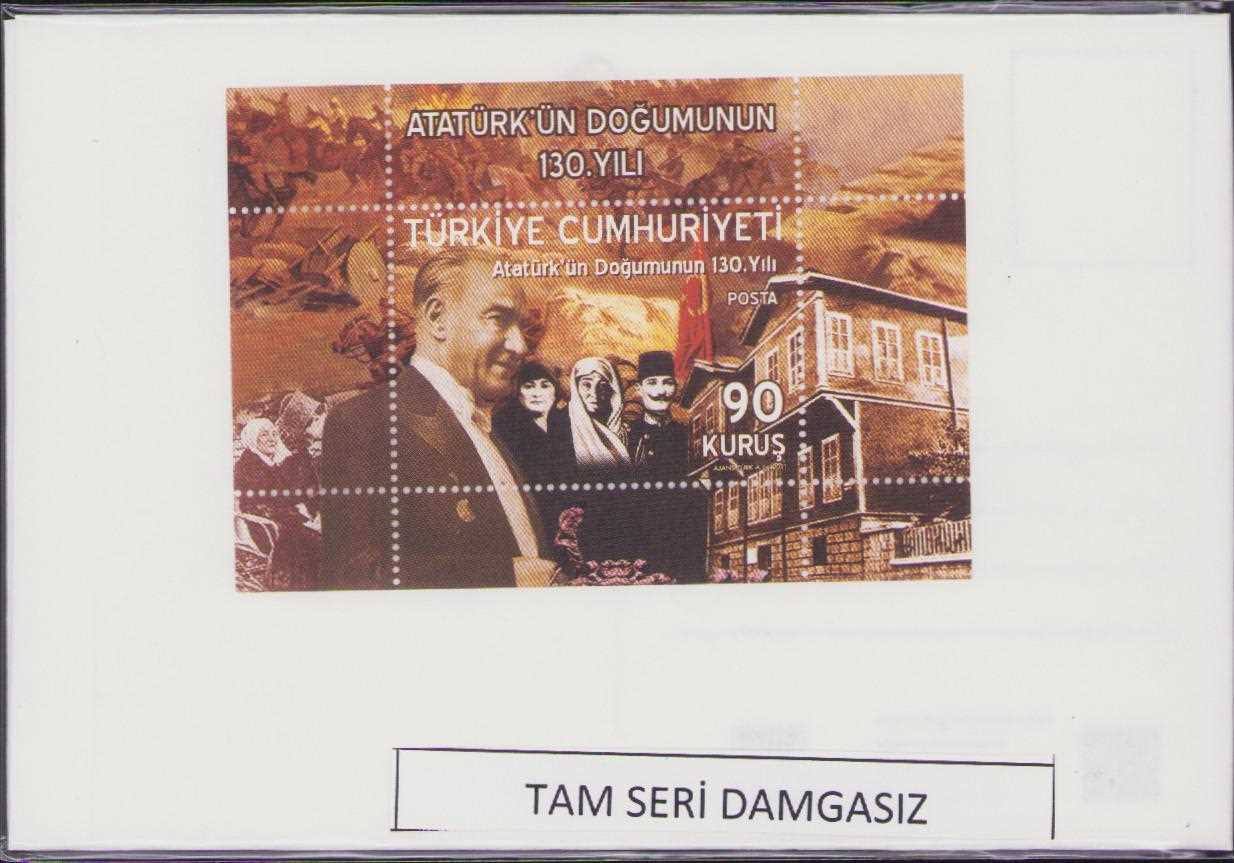 ATATÜRK'ÜN DOĞUMUNUN
130.YILI
TÜRKİYE CUMHURİYETİ
Atatürk'ün Doğumunun 130.Yılı
POSTA
90
KURUŞ
TAM SERİ DAMGASIZ